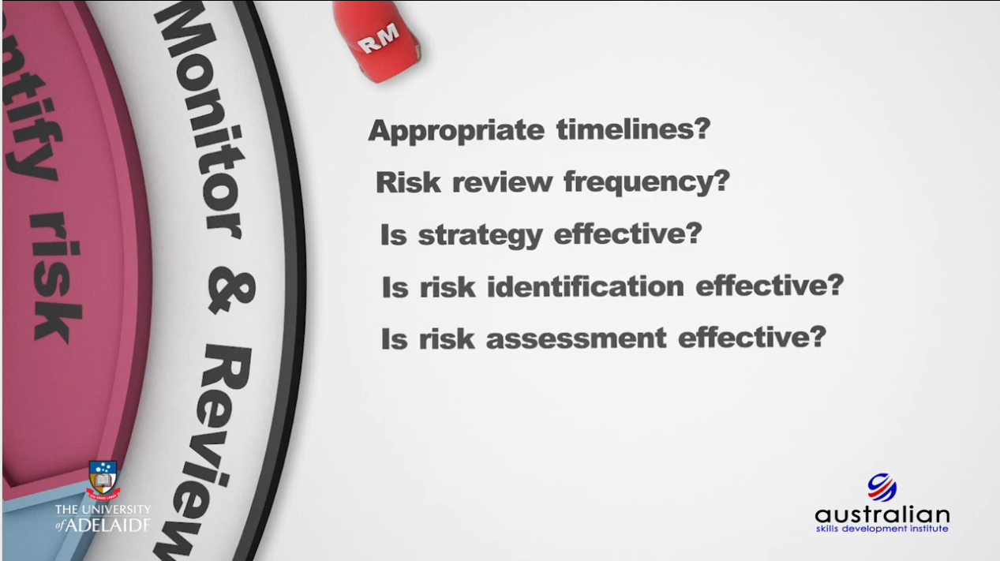 RM
Appropriate timelines?
Risk review frequency?
Is strategy effective?
Is risk identification effective?
Is risk assessment effective?
ntify risk
Monitor & Review
THE UNIVERSITY
of ADELAIDE
australian
skills development institute